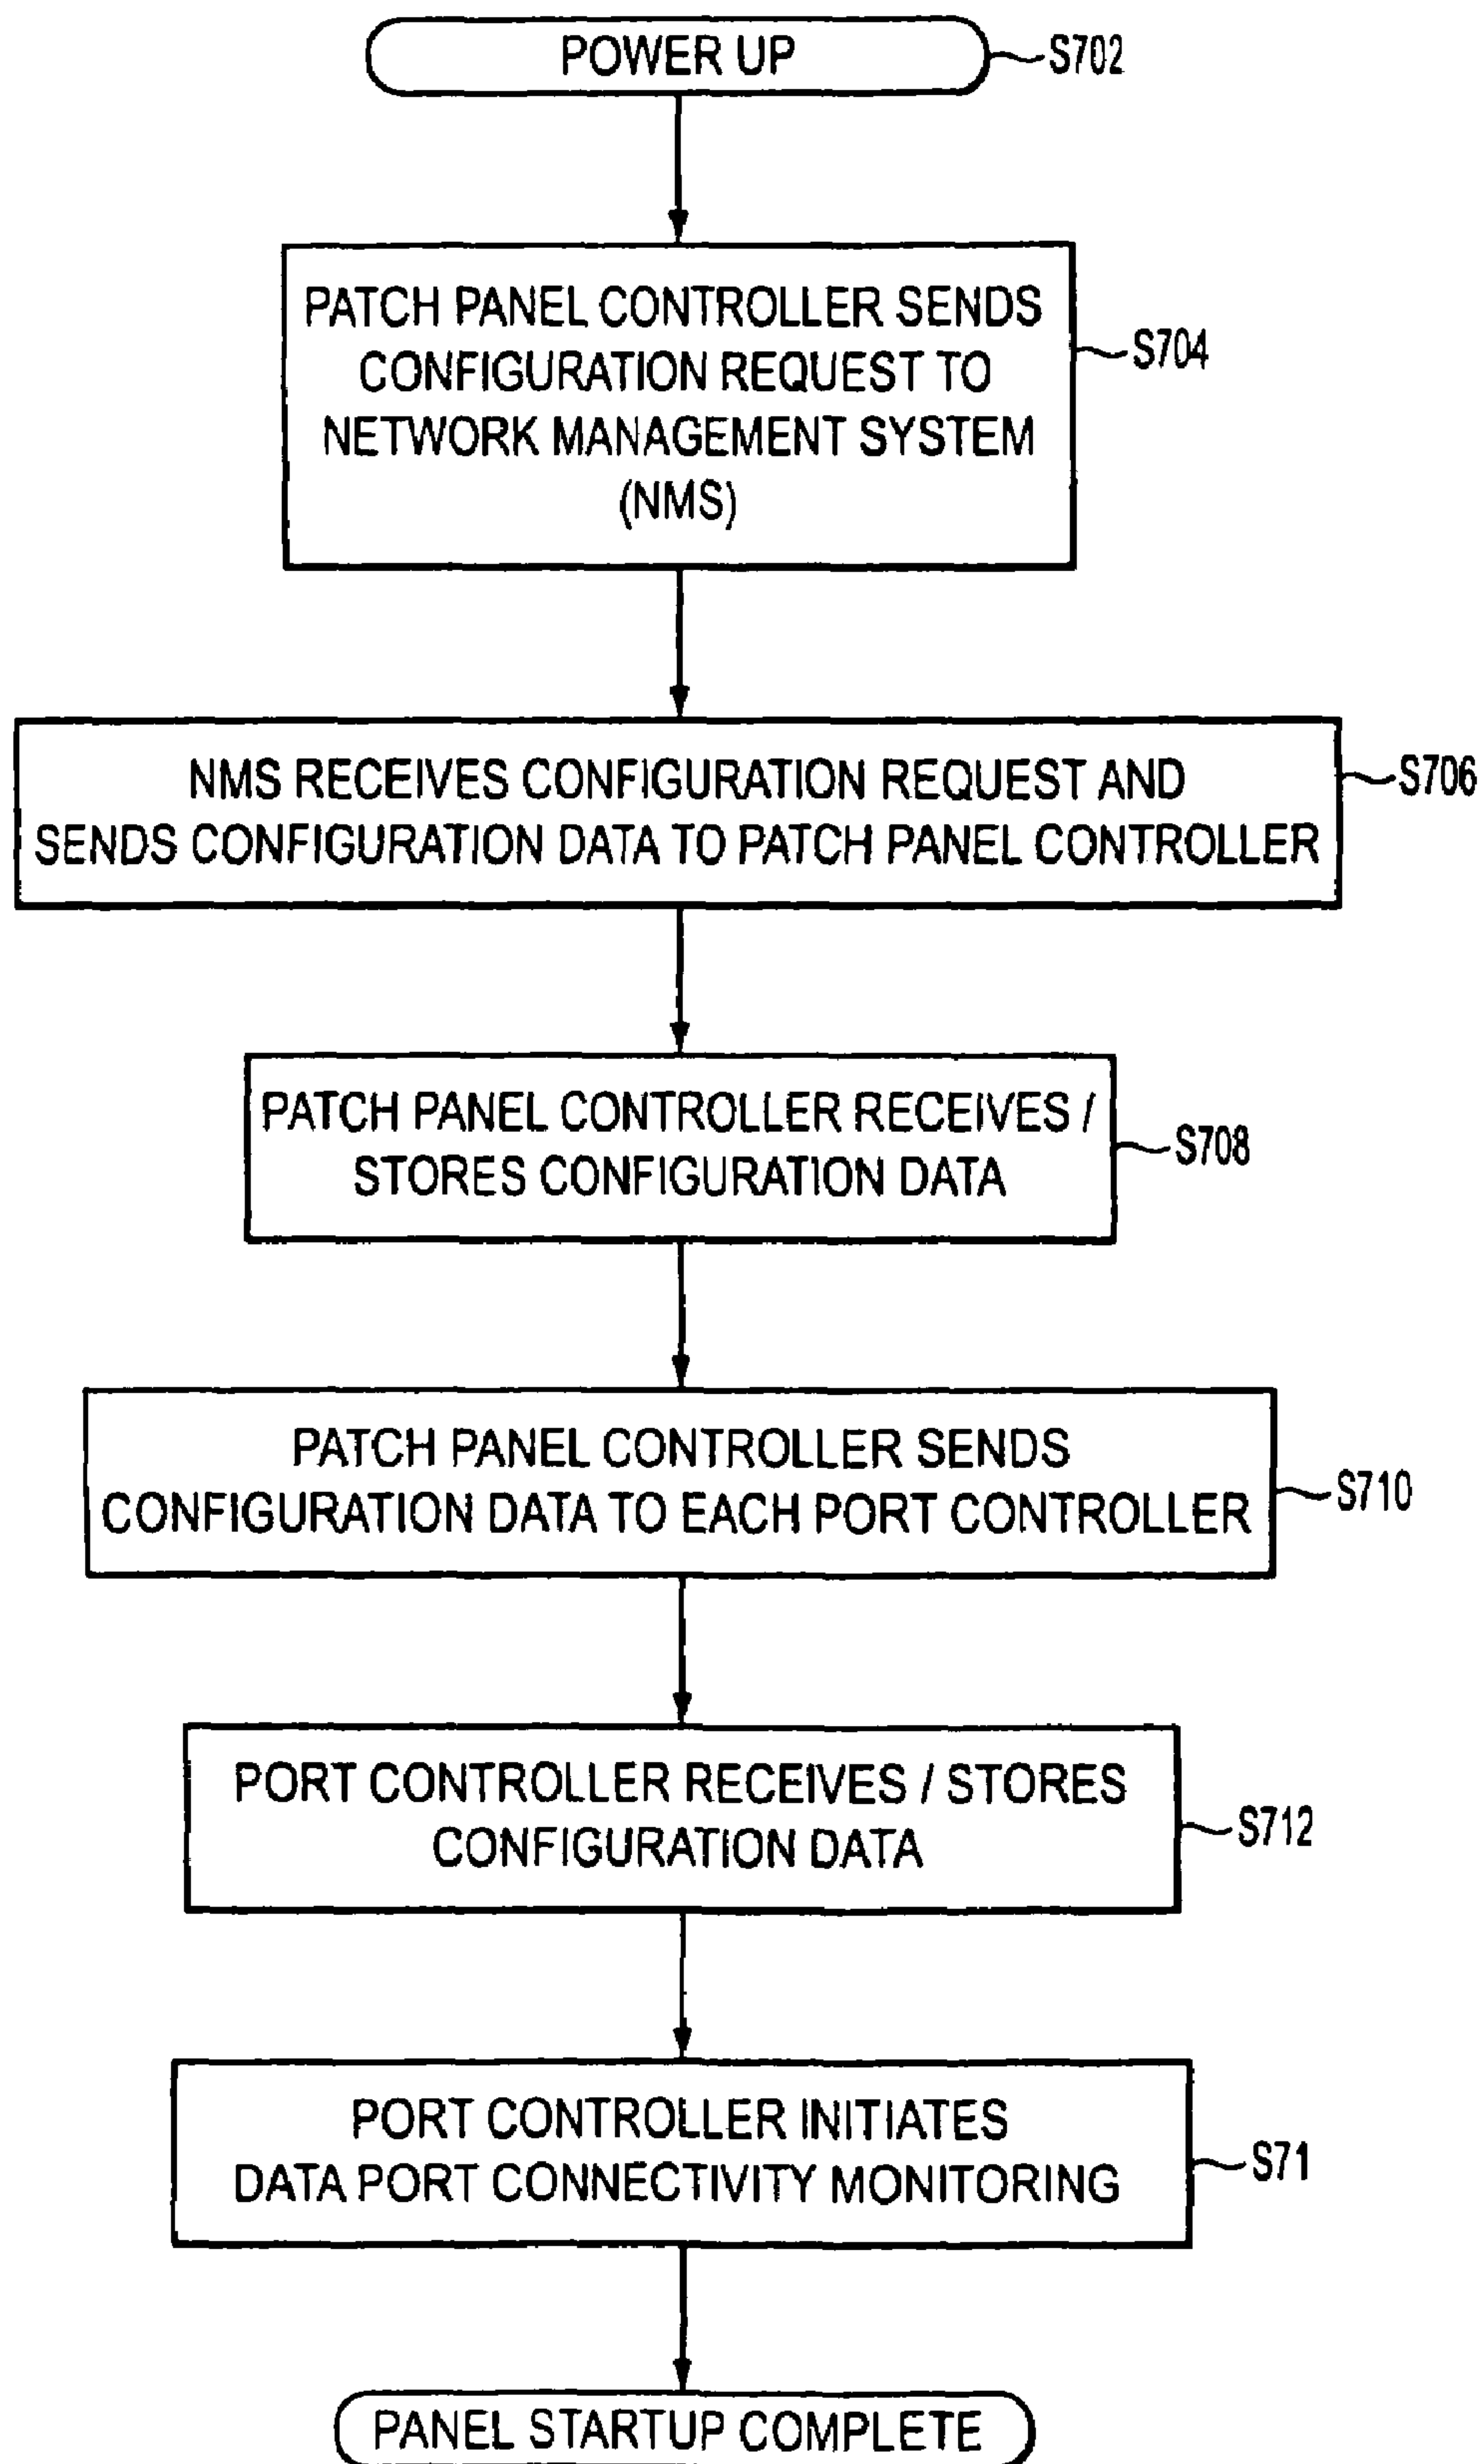 POWER UP
S702
PATCH PANEL CONTROLLER SENDS
CONFIGURATION REQUEST TO
NETWORK MANAGEMENT SYSTEM
(NMS)
S704
NMS RECEIVES CONFIGURATION REQUEST AND
SENDS CONFIGURATION DATA TO PATCH PANEL CONTROLLER
S706
PATCH PANEL CONTROLLER RECEIVES /
STORES CONFIGURATION DATA
S708
PATCH PANEL CONTROLLER SENDS
CONFIGURATION DATA TO EACH PORT CONTROLLER
S710
PORT CONTROLLER RECEIVES / STORES
CONFIGURATION DATA
S712
PORT CONTROLLER INITIATES
DATA PORT CONNECTIVITY MONITORING
S71
PANEL STARTUP COMPLETE